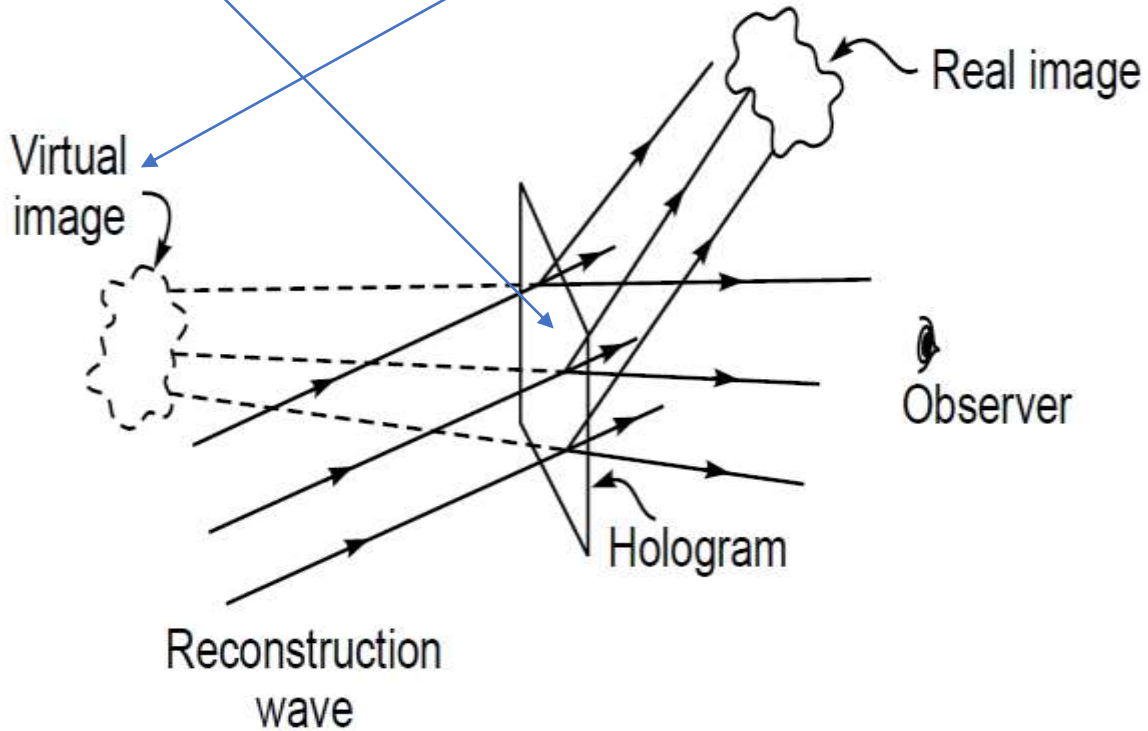 Real image
Virtual
image
Observer
Hologram
Reconstruction
wave